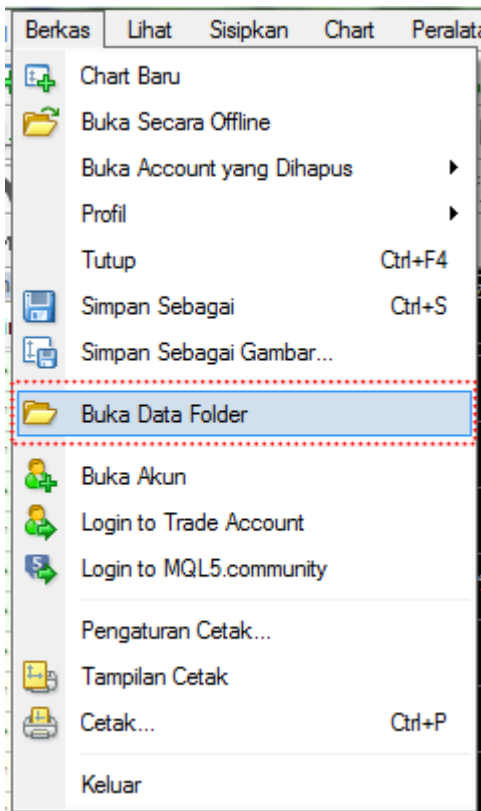 Berkas Lihat Sisipkan Chart
Chart Baru
Buka Secara Offline
Buka Account yang Dihapus
Profil
Tutup Ctrl+F4
Simpan Sebagai Ctrl+S
Simpan Sebagai Gambar...
Buka Data Folder
Buka Akun
Login to Trade Account
Login to MQL5.community
Pengaturan Cetak...
Tampilan Cetak
Cetak... Ctrl+P
Keluar